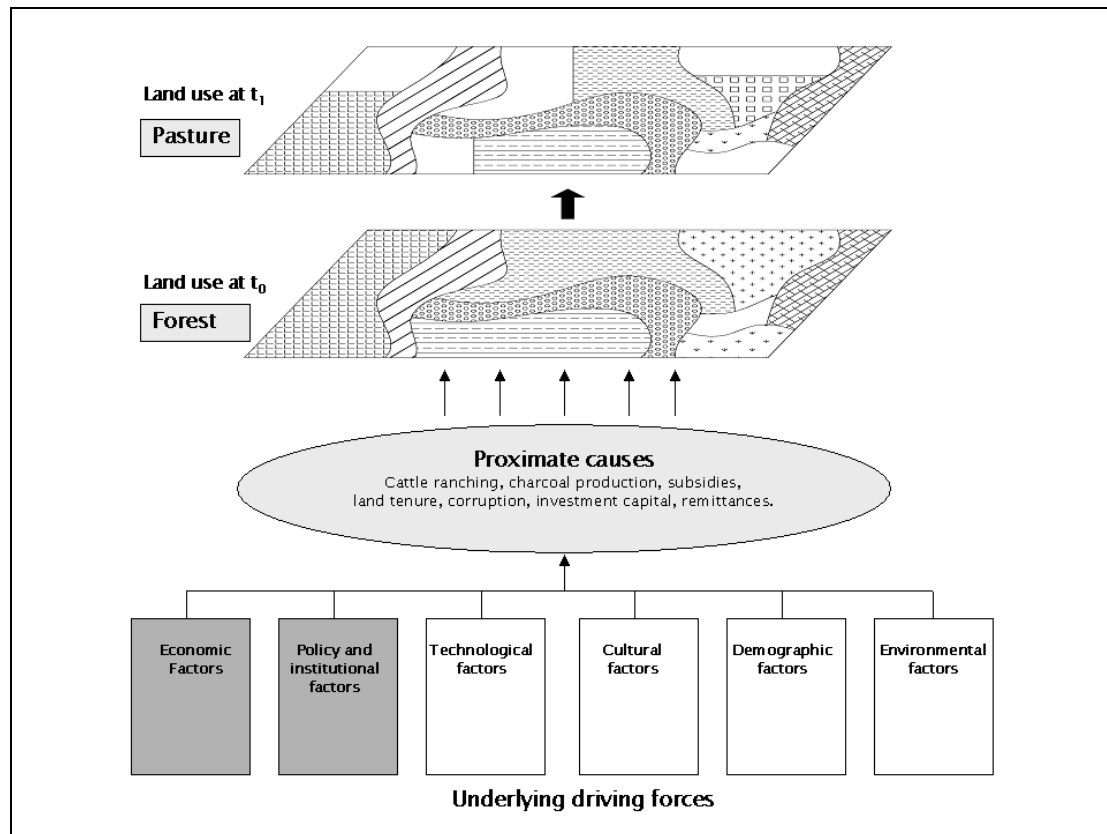 Land use at t₁
Pasture
Land use at t₀
Forest
Proximate causes
Cattle ranching, charcoal production, subsidies,
land tenure, corruption, investment capital, remittances.
Economic
Factors
Policy and
institutional
factors
Technological
factors
Cultural
factors
Demographic
factors
Environmental
factors
Underlying driving forces